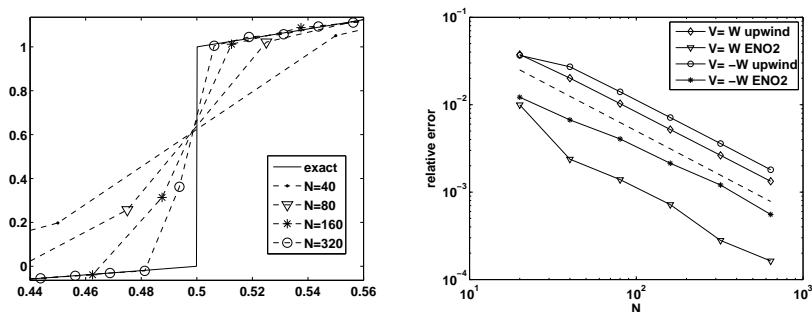 1
0.8
0.6
0.4
0.2
0
0.44
0.46
0.48
0.5
0.52
0.54
0.56
exact
N=40
N=80
N=160
N=320
relative error
10^-1
10^-2
10^-3
10^-4
10^1
10^2
10^3
N
V= W upwind
V= W ENO2
V= −W upwind
V= −W ENO2